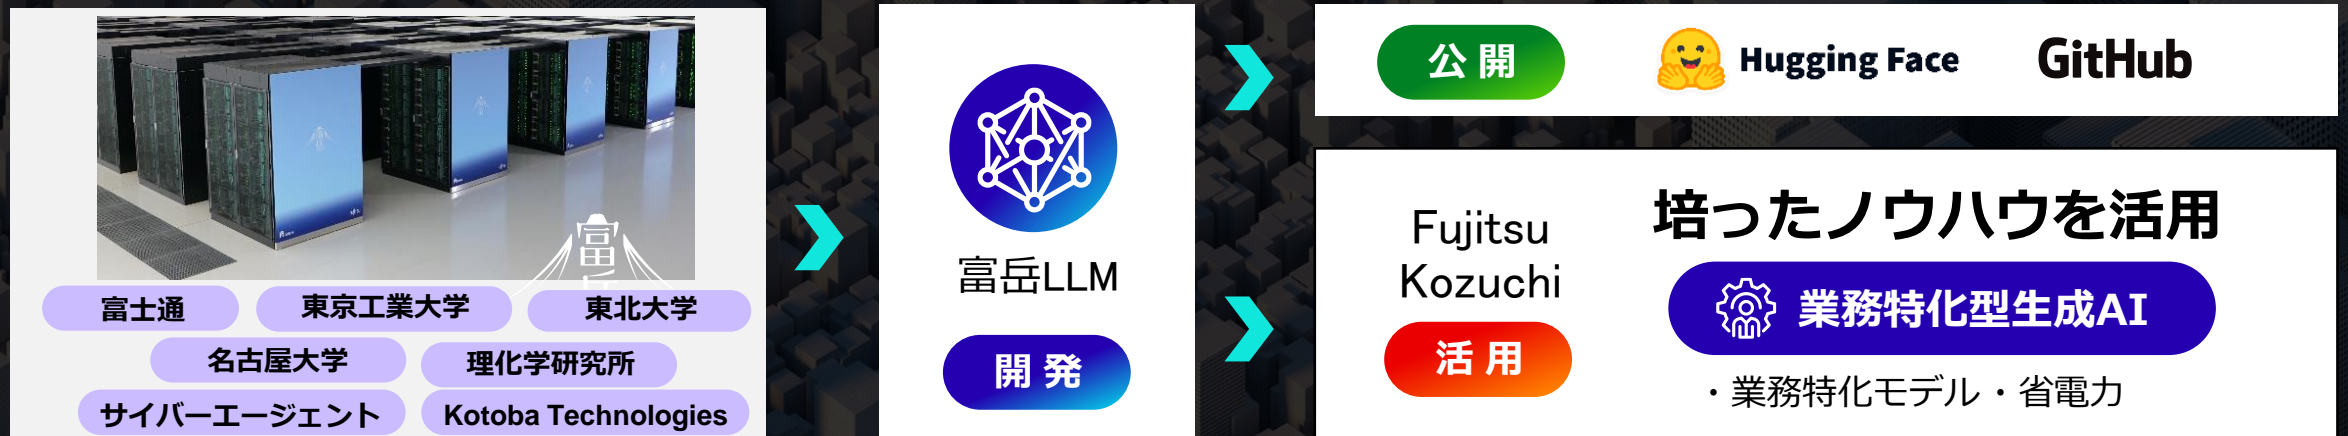 富岳
富士通
東京工業大学
東北大学
名古屋大学
理化学研究所
サイバーエージェント
Kotoba Technologies
富岳LLM
開発
公開
Hugging Face
GitHub
Fujitsu
Kozuchi
活用
培ったノウハウを活用
業務特化型生成AI
・業務特化モデル・省電力